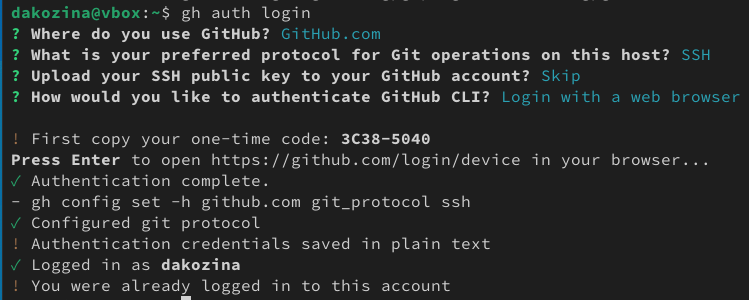 dakozina@vbox:~$ gh auth login
? Where do you use GitHub? GitHub.com
? What is your preferred protocol for Git operations on this host? SSH
? Upload your SSH public key to your GitHub account? Skip
? How would you like to authenticate GitHub CLI? Login with a web browser
! First copy your one-time code: 3C38-5040
Press Enter to open https://github.com/login/device in your browser...
✓ Authentication complete.
- gh config set -h github.com git_protocol ssh
✓ Configured git protocol
! Authentication credentials saved in plain text
✓ Logged in as dakozina
! You were already logged in to this account